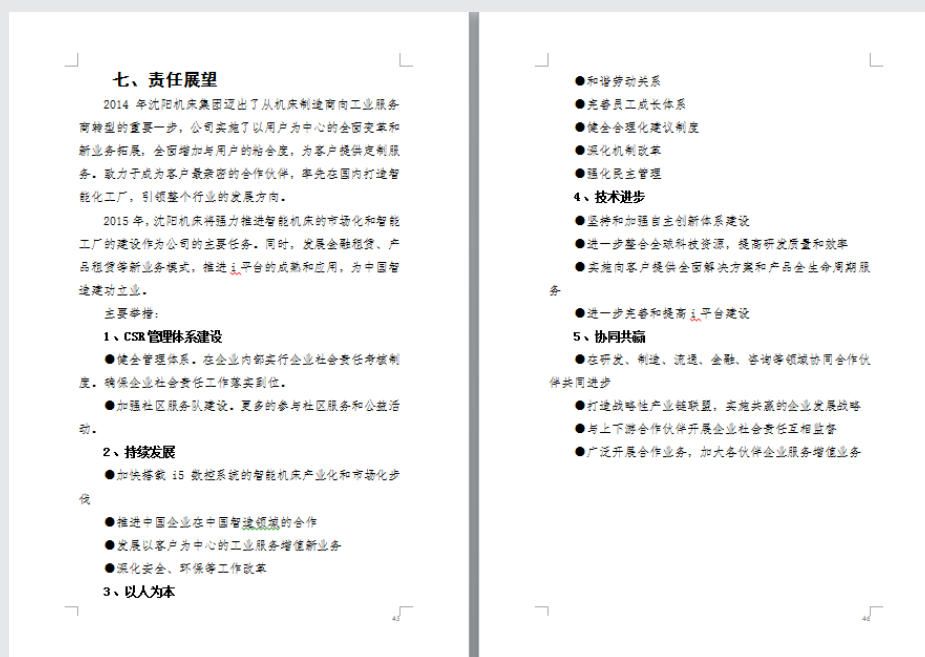 七、责任展望
2014 年沈阳机床集团迈出了从机床制造商向工业服务
商转型的重要一步，公司实施了以用户为中心的全面变革和
新业务拓展，全面增加与用户的粘合度，为客户提供定制服
务。致力于成为客户最亲密的合作伙伴，率先在国内打造智
能化工厂，引领整个行业的发展方向。
2015 年，沈阳机床将强力推进智能机床的市场化和智能
工厂的建设作为公司的主要任务。同时，发展金融租赁、产
品租赁等新业务模式，推进 i 平台的成熟和应用，为中国智
造建功立业。
主要举措：
1、CSR 管理体系建设
●健全管理体系。在企业内部实行企业社会责任考核制
度。确保企业社会责任工作落实到位。
●加强社区服务队建设。更多的参与社区服务和公益活
动。
2、持续发展
●加快搭载 i5 数控系统的智能机床产业化和市场化步
伐
●推进中国企业在中国智造领域的合作
●发展以客户为中心的工业服务增值新业务
●深化安全、环保等工作改革
3、以人为本
43
●和谐劳动关系
●完善员工成长体系
●健全合理化建议制度
●深化机制改革
●强化民主管理
4、技术进步
●坚持和加强自主创新体系建设
●进一步整合全球科技资源，提高研发质量和效率
●实施向客户提供全面解决方案和产品全生命周期服
务
●进一步完善和提高 i 平台建设
5、协同共赢
●在研发、制造、流通、金融、咨询等领域协同合作伙
伴共同进步
●打造战略性产业链联盟，实施共赢的企业发展战略
●与上下游合作伙伴开展企业社会责任互相监督
●广泛开展合作业务，加大各伙伴企业服务增值业务